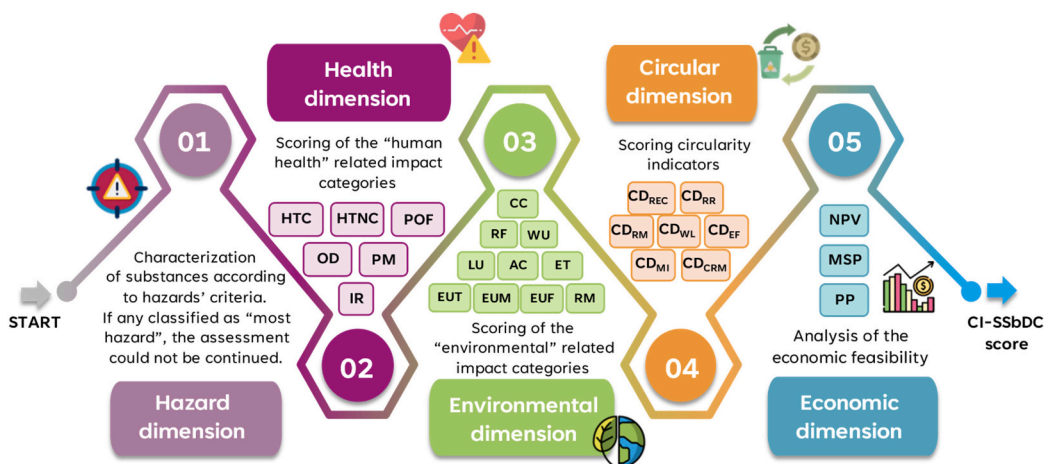 START
01
Characterization
of substances according
to hazards’ criteria.
If any classified as “most
hazard”, the assessment
could not be continued.
Hazard
dimension
Health
dimension
Scoring of the “human
health” related impact
categories
HTC HTNC POF
OD PM
IR
02
03
CC
RF WU
LU AC ET
EUT EUM EUF RM
Scoring of the
“environmental” related
impact categories
Environmental
dimension
Circular
dimension
Scoring circularity
indicators
CDREC CDRR
CDRM CDWL CDEF
CDMI CDCRM
04
05
NPV
MSP
PP
Analysis of the
economic feasibility
Economic
dimension
CI-SSbDC
score